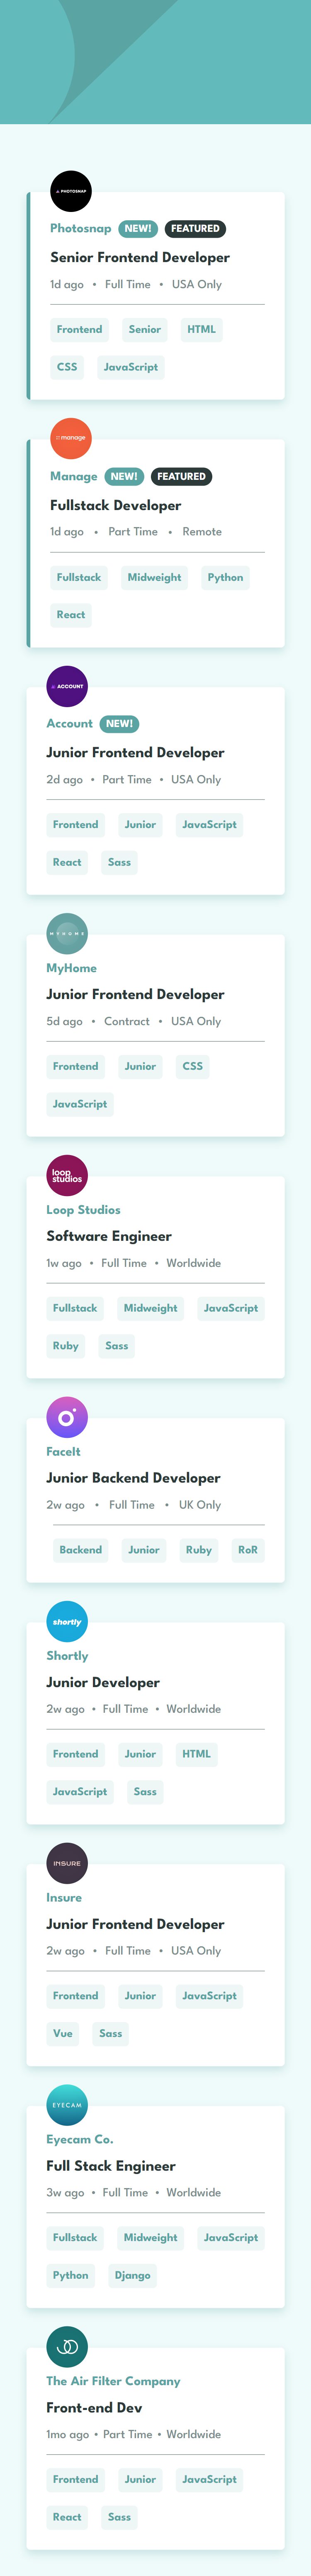 PHOTOSNAP
Photosnap NEW! FEATURED
Senior Frontend Developer
1d ago • Full Time • USA Only
Frontend Senior HTML
CSS JavaScript
manage
Manage NEW! FEATURED
Fullstack Developer
1d ago • Part Time • Remote
Fullstack Midweight Python
React
ACCOUNT
Account NEW!
Junior Frontend Developer
2d ago • Part Time • USA Only
Frontend Junior JavaScript
React Sass
MYHOME
MyHome
Junior Frontend Developer
5d ago • Contract • USA Only
Frontend Junior CSS
JavaScript
loop
studios
Loop Studios
Software Engineer
1w ago • Full Time • Worldwide
Fullstack Midweight JavaScript
Ruby Sass
FaceIt
Junior Backend Developer
2w ago • Full Time • UK Only
Backend Junior Ruby RoR
shortly
Shortly
Junior Developer
2w ago • Full Time • Worldwide
Frontend Junior HTML
JavaScript Sass
INSURE
Insure
Junior Frontend Developer
2w ago • Full Time • USA Only
Frontend Junior JavaScript
Vue Sass
EYECAM
Eyecam Co.
Full Stack Engineer
3w ago • Full Time • Worldwide
Fullstack Midweight JavaScript
Python Django
The Air Filter Company
Front-end Dev
1mo ago • Part Time • Worldwide
Frontend Junior JavaScript
React Sass